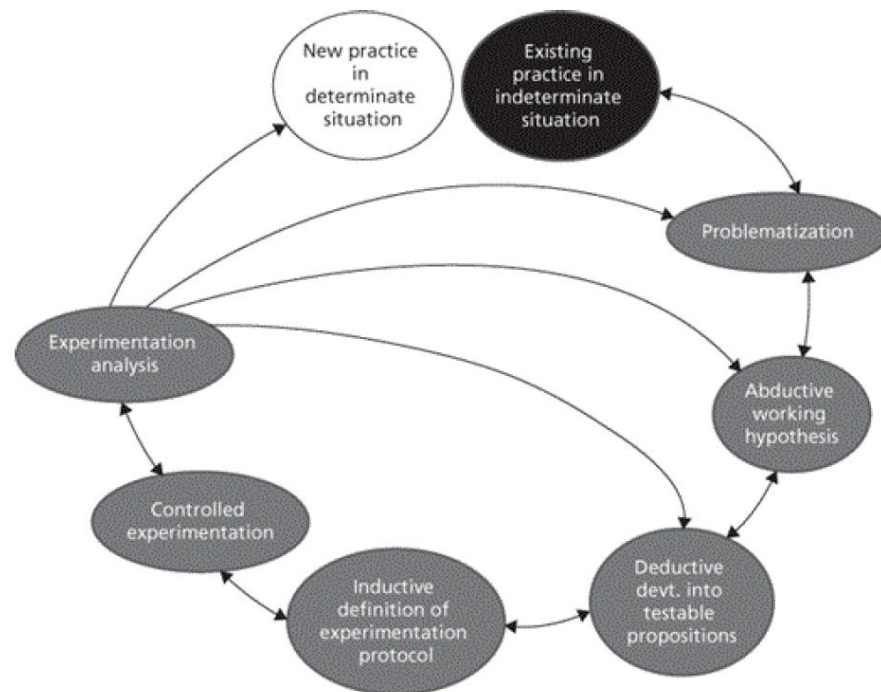 New practice
in
determinate
situation
Existing
practice in
indeterminate
situation
Problematization
Experimentation
analysis
Abductive
working
hypothesis
Controlled
experimentation
Deductive
devt. into
testable
propositions
Inductive
definition of
experimentation
protocol